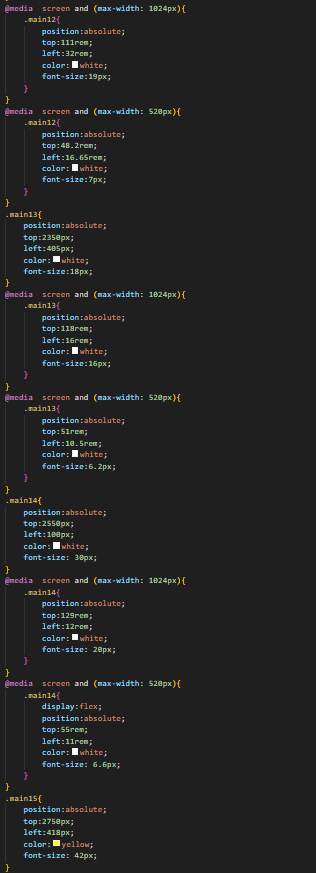 @media  screen and (max-width: 1024px){
    .main12{
        position:absolute;
        top:111rem;
        left:32rem;
        color:white;
        font-size:19px;
    }
}
@media  screen and (max-width: 520px){
    .main12{
        position:absolute;
        top:48.2rem;
        left:16.65rem;
        color:white;
        font-size:7px;
    }
}
.main13{
    position:absolute;
    top:2350px;
    left:405px;
    color:white;
    font-size:18px;
}
@media  screen and (max-width: 1024px){
    .main13{
        position:absolute;
        top:118rem;
        left:16rem;
        color:white;
        font-size:16px;
    }
}
@media  screen and (max-width: 520px){
    .main13{
        position:absolute;
        top:51rem;
        left:10.5rem;
        color:white;
        font-size:6.2px;
    }
}
.main14{
    position:absolute;
    top:2550px;
    left:100px;
    color:white;
    font-size: 30px;
}
@media  screen and (max-width: 1024px){
    .main14{
        position:absolute;
        top:129rem;
        left:12rem;
        color:white;
        font-size: 20px;
    }
}
@media  screen and (max-width: 520px){
    .main14{
        display:flex;
        position:absolute;
        top:55rem;
        left:11rem;
        color:white;
        font-size: 6.6px;
    }
}
.main15{
    position:absolute;
    top:2750px;
    left:418px;
    color:yellow;
    font-size: 42px;
}